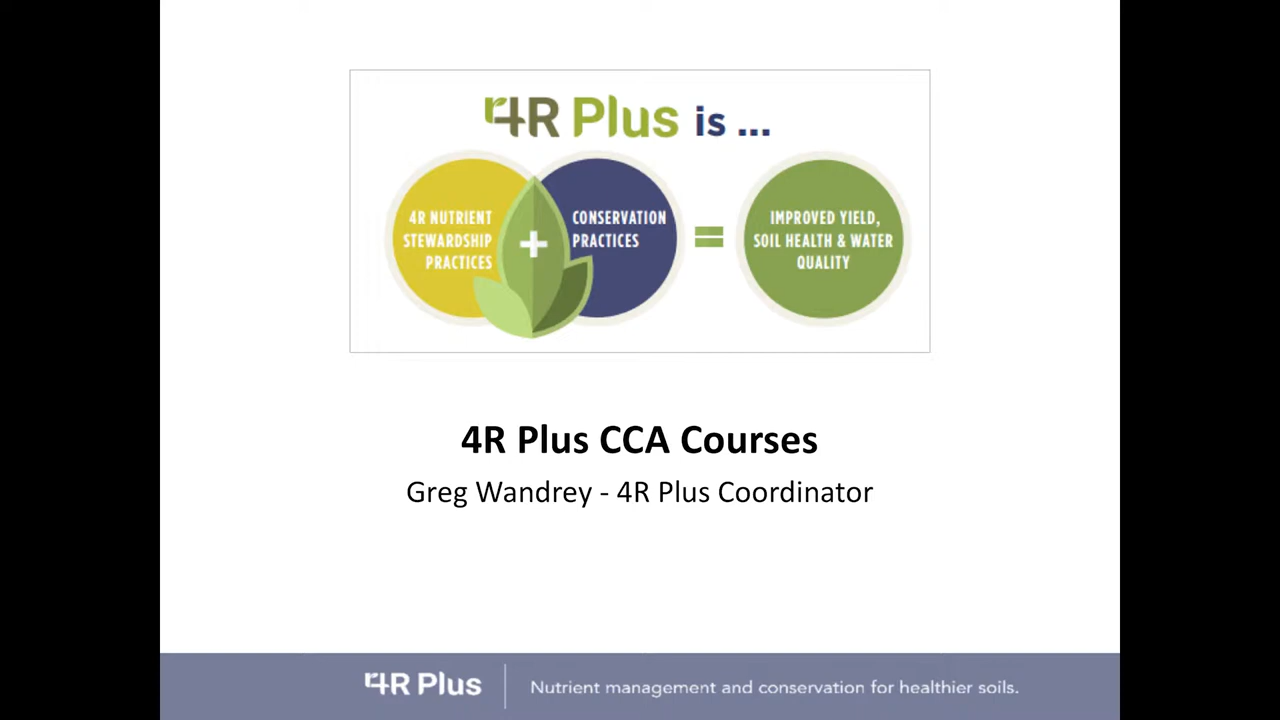 4R Plus is ...
4R NUTRIENT
STEWARDSHIP
PRACTICES
+
CONSERVATION
PRACTICES
=
IMPROVED YIELD,
SOIL HEALTH & WATER
QUALITY
4R Plus CCA Courses
Greg Wandrey - 4R Plus Coordinator
4R Plus
Nutrient management and conservation for healthier soils.